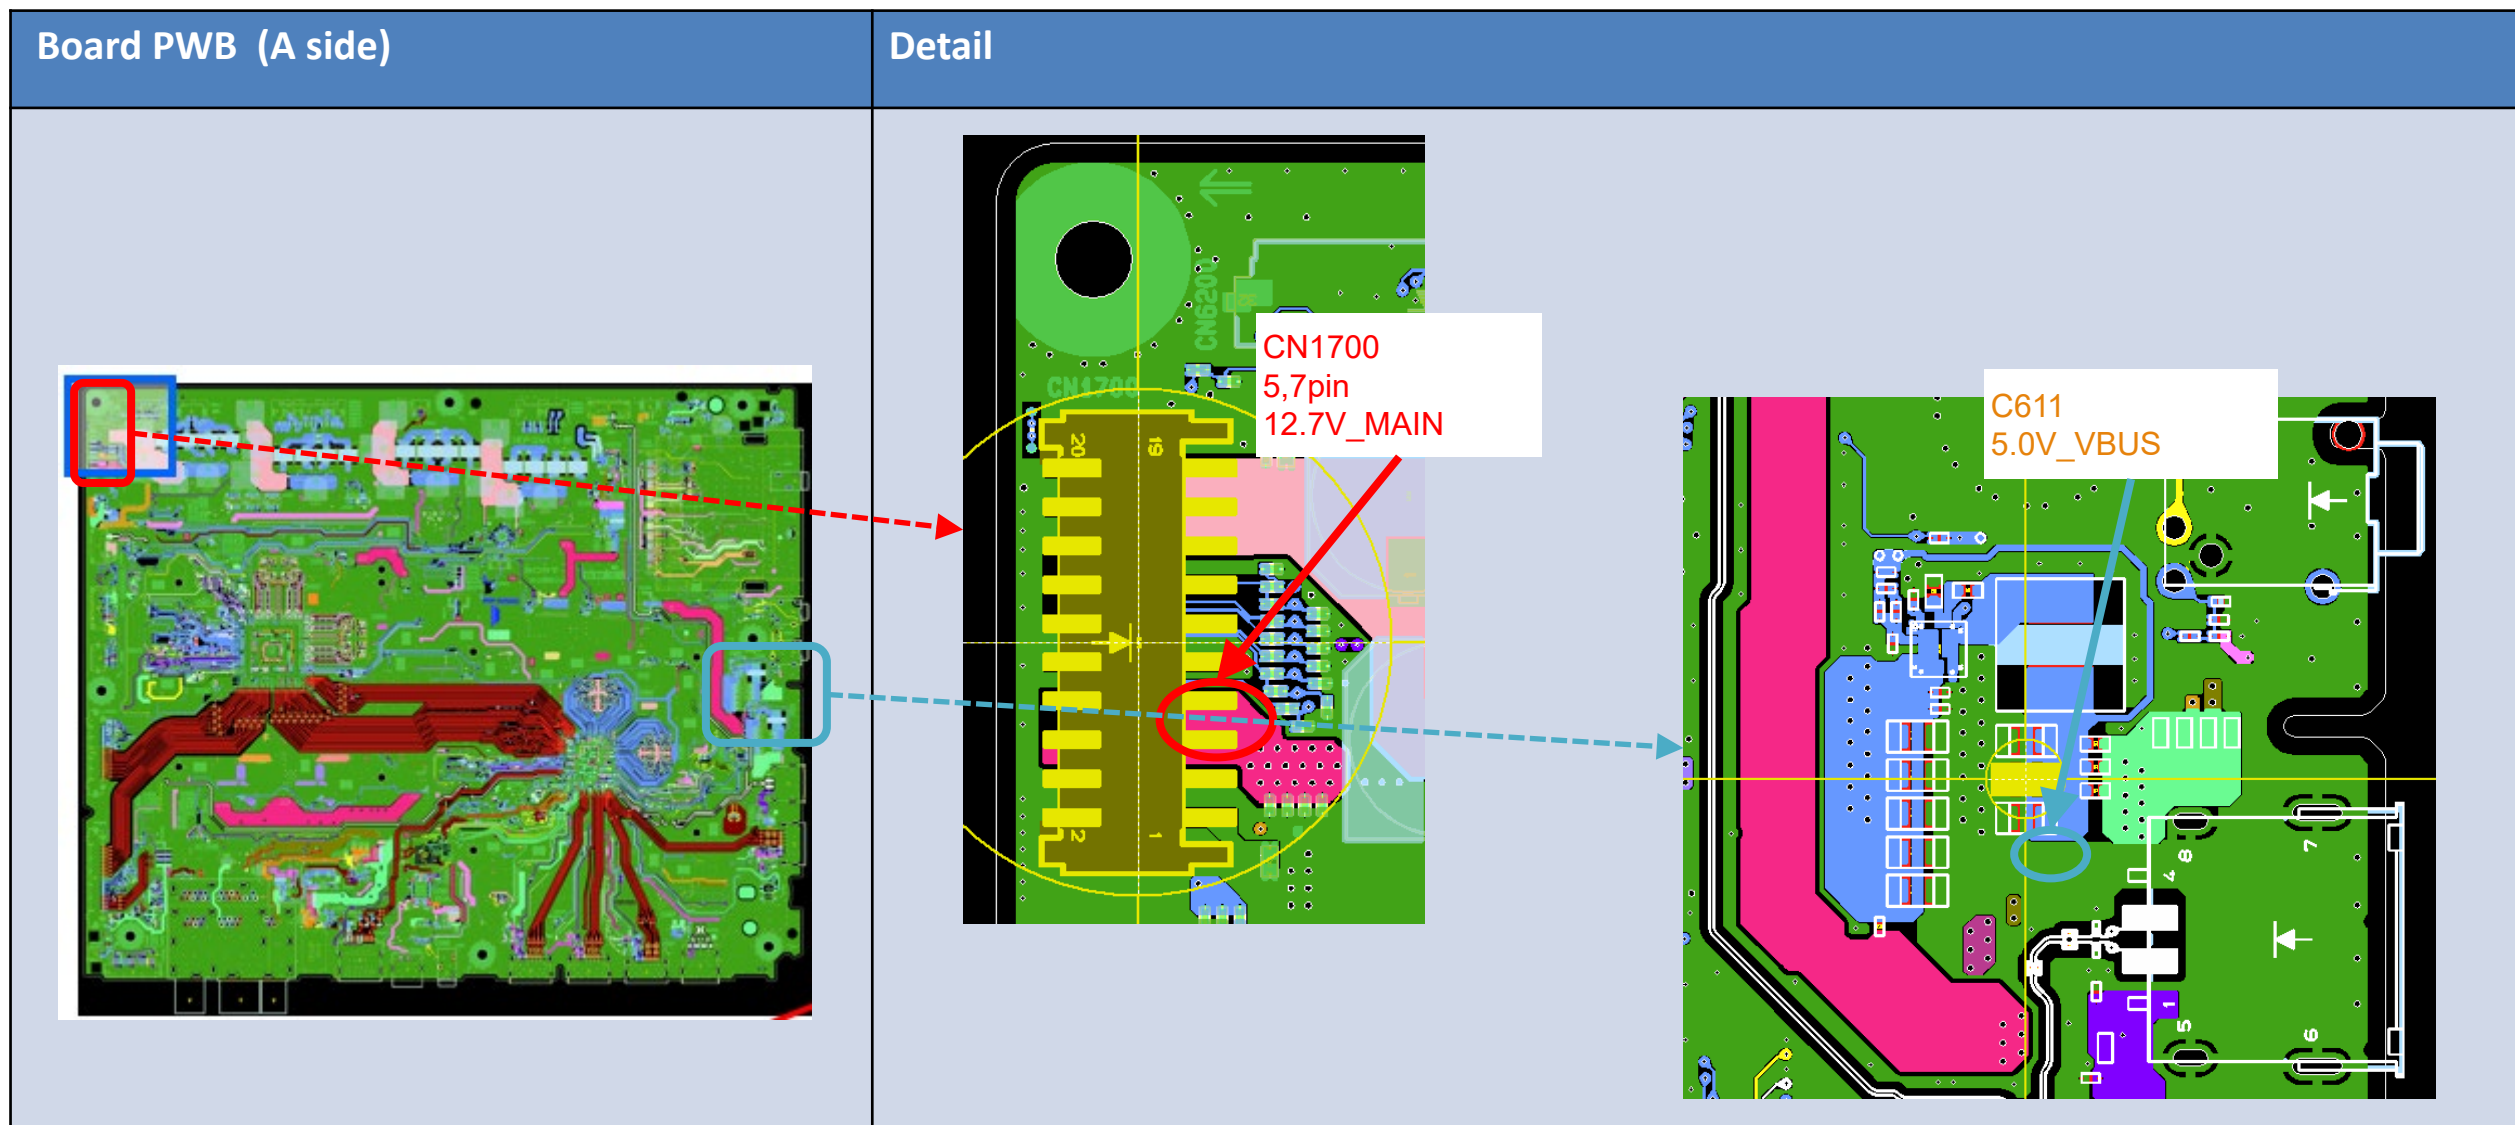 Board PWB (A side)
Detail
CN6200
CN1700
5,7pin
12.7V_MAIN
CN1700
20
19
2
1
C611
5.0V_VBUS
8
7
4
1
5
6